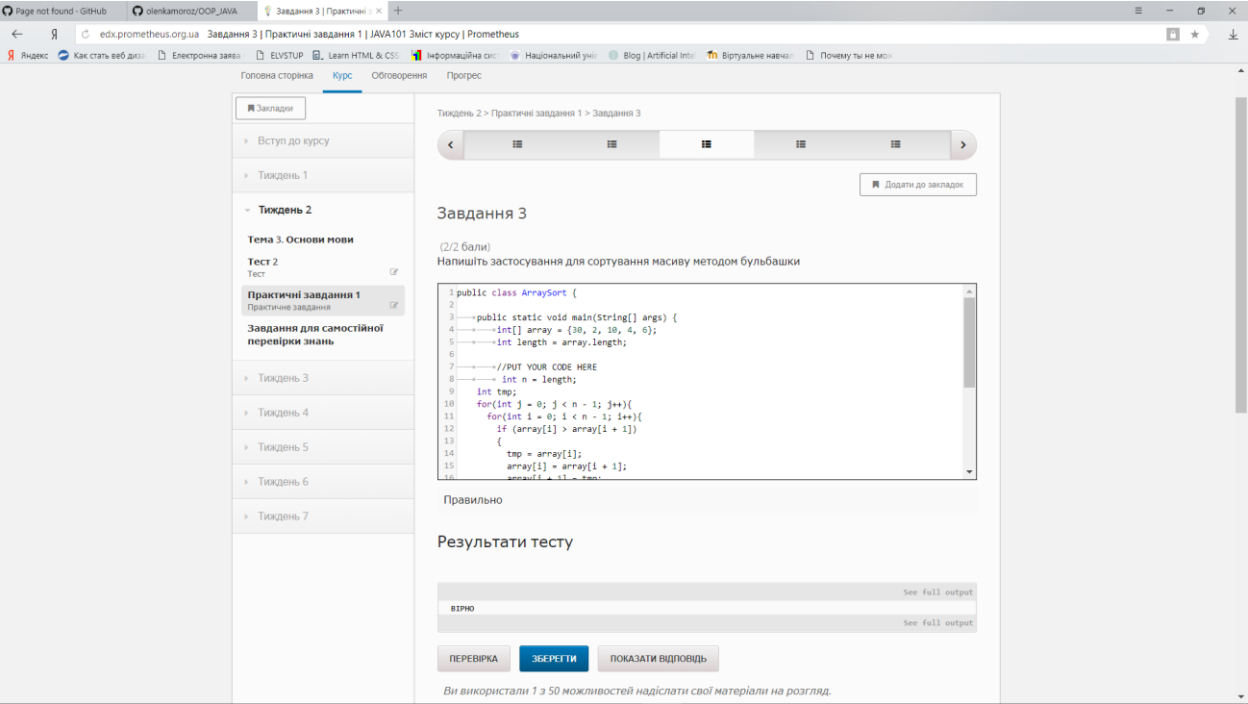 Page not found - GitHub
olenkamoroz/OOP_JAVA
Завдання 3 | Практичні
edx.prometheus.org.ua Завдання 3 | Практичні завдання 1 | JAVA101 Зміст курсу | Prometheus
Яндекс Как стать веб диза Електронна заява ELVSTUP Learn HTML & CSS Інформаційна сис Національний уні Blog | Artificial Inte Віртуальне навчал Почему ты не мо
Головна сторінка Курс Обговорення Прогрес
Закладки
Вступ до курсу
Тиждень 1
Тиждень 2
Тема 3. Основи мови
Тест 2
Тест
Практичні завдання 1
Практичне завдання
Завдання для самостійної
перевірки знань
Тиждень 3
Тиждень 4
Тиждень 5
Тиждень 6
Тиждень 7
Тиждень 2 > Практичні завдання 1 > Завдання 3
Додати до закладок
Завдання 3
(2/2 бали)
Напишіть застосування для сортування масиву методом бульбашки
1 public class ArraySort {
2
3 public static void main(String[] args) {
4 int[] array = {30, 2, 10, 4, 6};
5 int length = array.length;
6
7 //PUT YOUR CODE HERE
8 int n = length;
9 int tmp;
10 for(int j = 0; j < n - 1; j++){
11 for(int i = 0; i < n - 1; i++){
12 if (array[i] > array[i + 1])
13 {
14 tmp = array[i];
15 array[i] = array[i + 1];
16 array[i + 1] = tmp;
Правильно
Результати тесту
See full output
ВІРНО
See full output
ПЕРЕВІРКА ЗБЕРЕГТИ ПОКАЗАТИ ВІДПОВІДЬ
Ви використали 1 з 50 можливостей надіслати свої матеріали на розгляд.